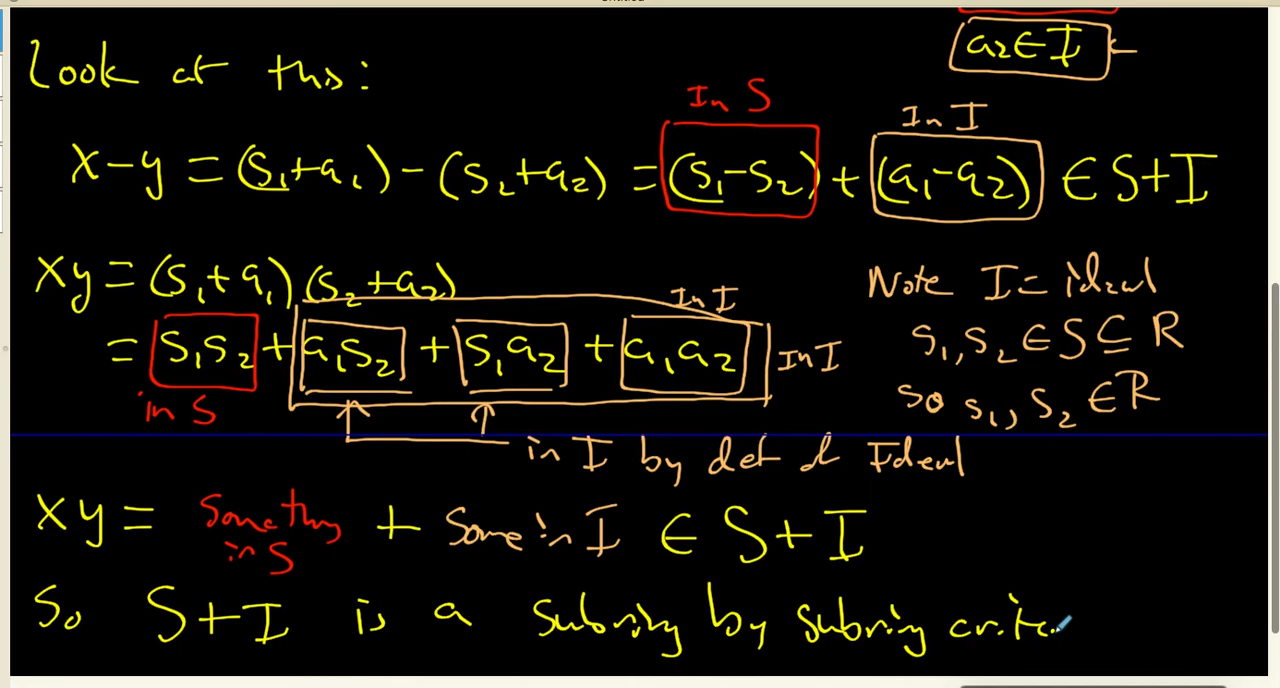 a₂ ∈ I
Look at this:
In S
In I
x-y = (s₁+a₁) - (s₂+a₂) = (s₁-s₂) + (a₁-a₂) ∈ S+I
xy = (s₁+a₁)(s₂+a₂)
In I
= s₁s₂ + a₁s₂ + s₁a₂ + a₁a₂ In I
in S
Note I = ideal
s₁, s₂ ∈ S ⊆ R
so s₁, s₂ ∈ R
in I by def of Ideal
xy = Something in S + Some in I ∈ S+I
So S+I is a subring by subring crite